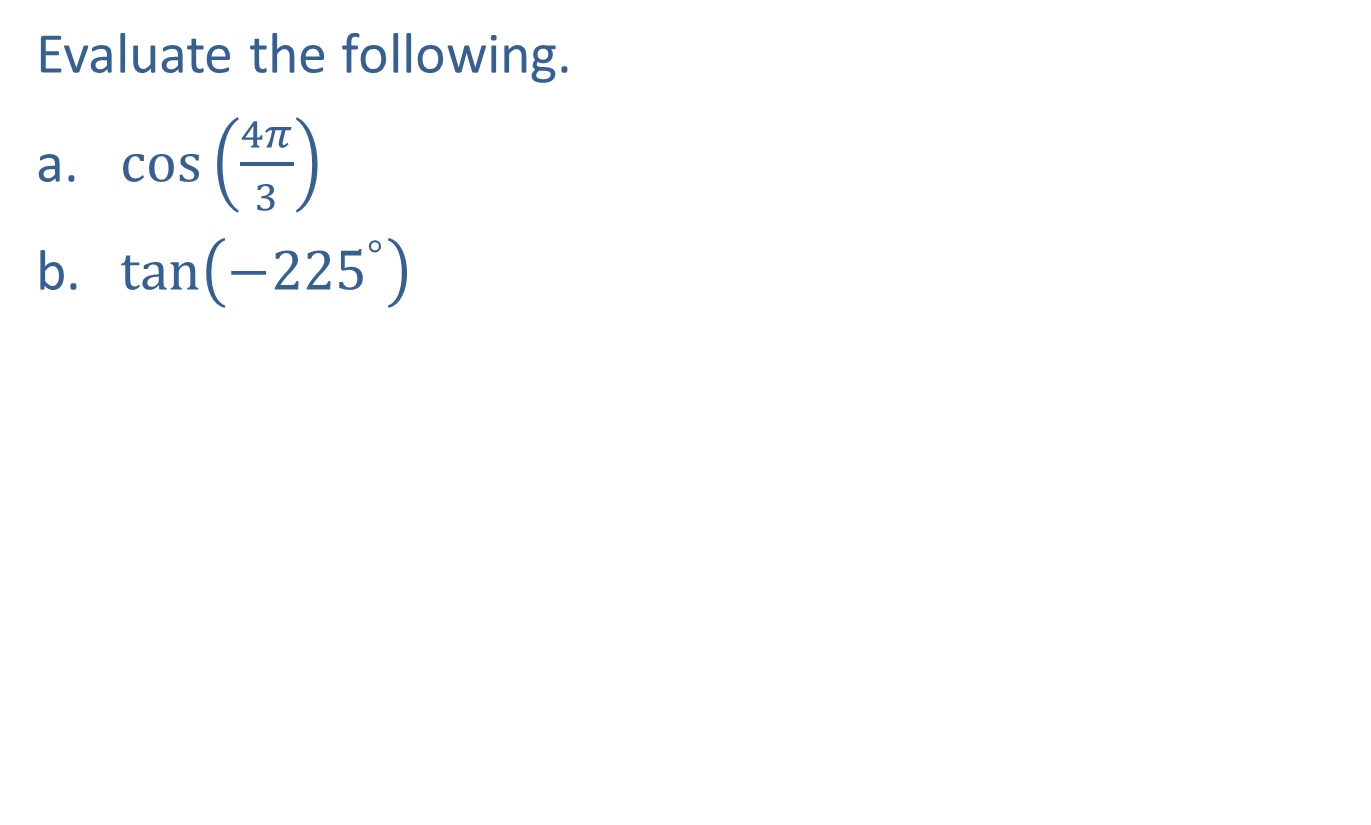 Evaluate the following.
a. cos(4π/3)
b. tan(−225°)